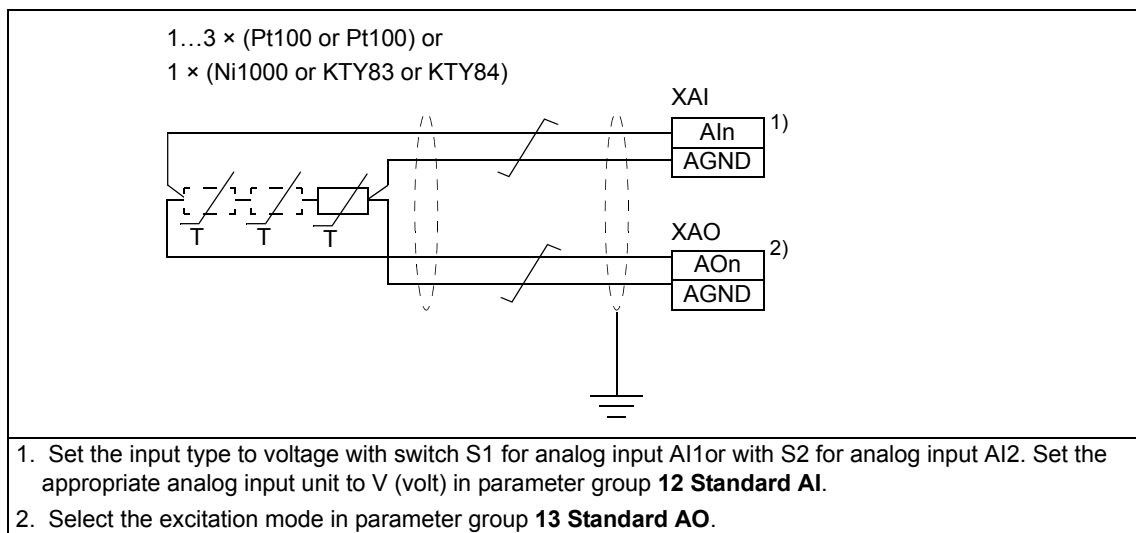 1…3 × (Pt100 or Pt100) or
1 × (Ni1000 or KTY83 or KTY84)
XAI
AIn
1)
AGND
T
T
T
XAO
AOn
2)
AGND
1. Set the input type to voltage with switch S1 for analog input AI1or with S2 for analog input AI2. Set the
appropriate analog input unit to V (volt) in parameter group 12 Standard AI.
2. Select the excitation mode in parameter group 13 Standard AO.